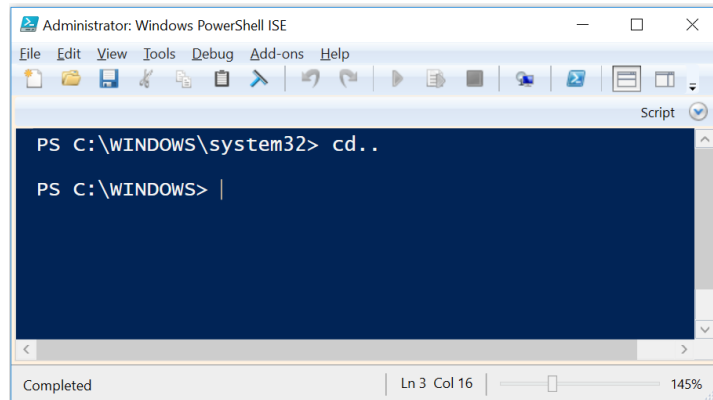 Administrator: Windows PowerShell ISE
File Edit View Tools Debug Add-ons Help
Script
PS C:\WINDOWS\system32> cd..
PS C:\WINDOWS>
Completed Ln 3 Col 16 145%